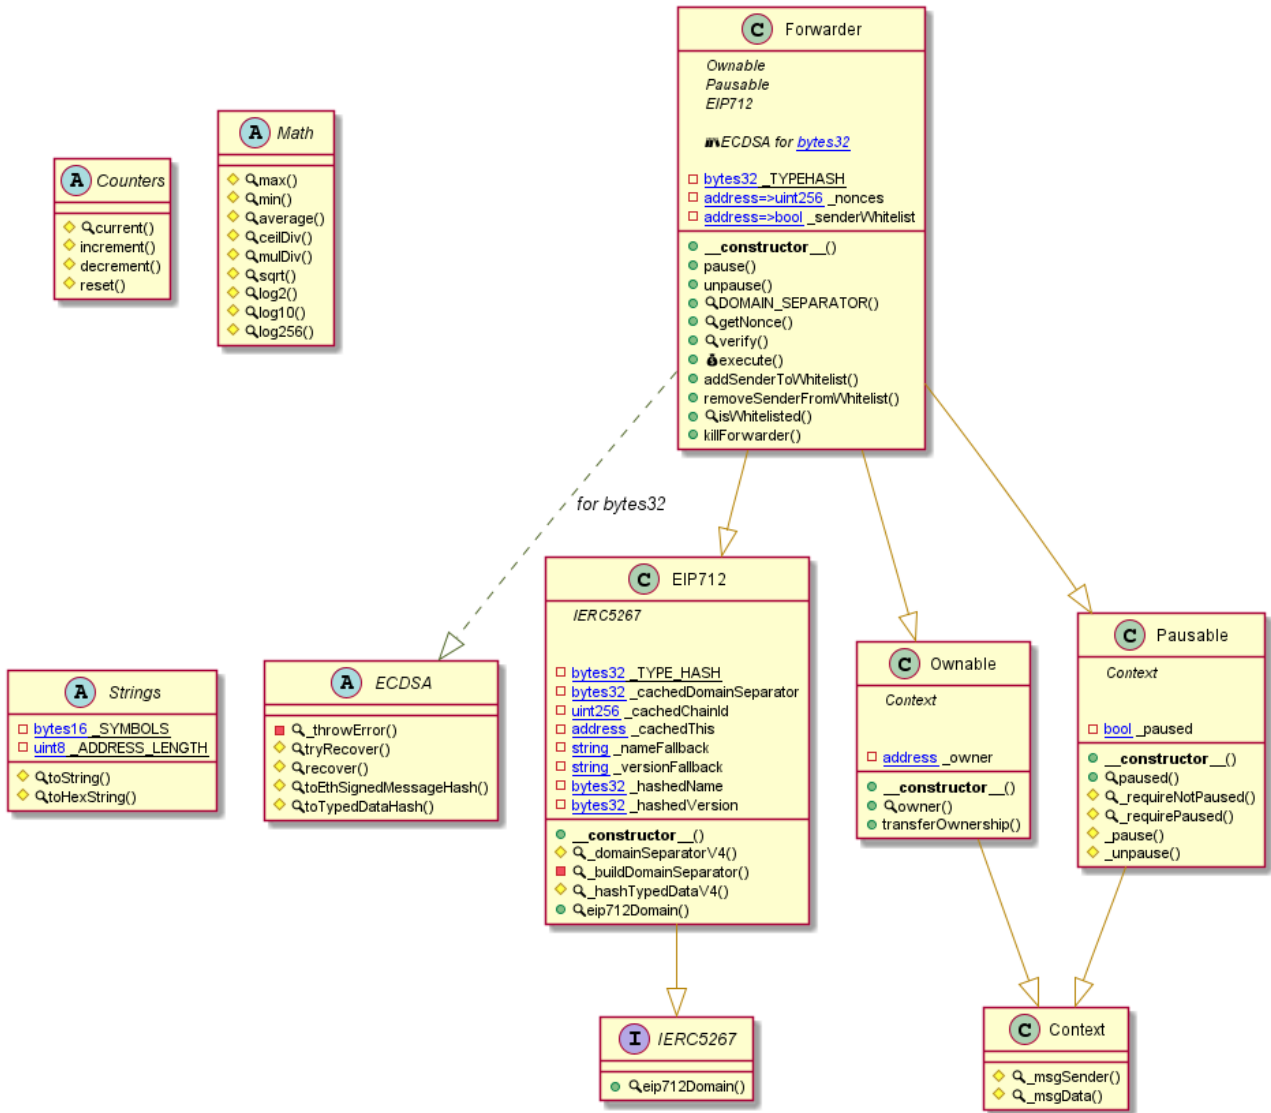 C Forwarder
Ownable
Pausable
EIP712
ECDSA for bytes32
bytes32 _TYPEHASH
address=>uint256 _nonces
address=>bool _senderWhitelist
__constructor__()
pause()
unpause()
DOMAIN_SEPARATOR()
getNonce()
verify()
execute()
addSenderToWhitelist()
removeSenderFromWhitelist()
isWhitelisted()
killForwarder()
A Math
max()
min()
average()
ceilDiv()
mulDiv()
sqrt()
log2()
log10()
log256()
A Counters
current()
increment()
decrement()
reset()
for bytes32
C EIP712
IERC5267
bytes32 _TYPE_HASH
bytes32 _cachedDomainSeparator
uint256 _cachedChainId
address _cachedThis
string _nameFallback
string _versionFallback
bytes32 _hashedName
bytes32 _hashedVersion
__constructor__()
_domainSeparatorV4()
_buildDomainSeparator()
_hashTypedDataV4()
eip712Domain()
C Ownable
Context
address _owner
__constructor__()
owner()
transferOwnership()
C Pausable
Context
bool _paused
__constructor__()
paused()
_requireNotPaused()
_requirePaused()
_pause()
_unpause()
A Strings
bytes16 _SYMBOLS
uint8 _ADDRESS_LENGTH
toString()
toHexString()
A ECDSA
_throwError()
tryRecover()
recover()
toEthSignedMessageHash()
toTypedDataHash()
I IERC5267
eip712Domain()
C Context
_msgSender()
_msgData()